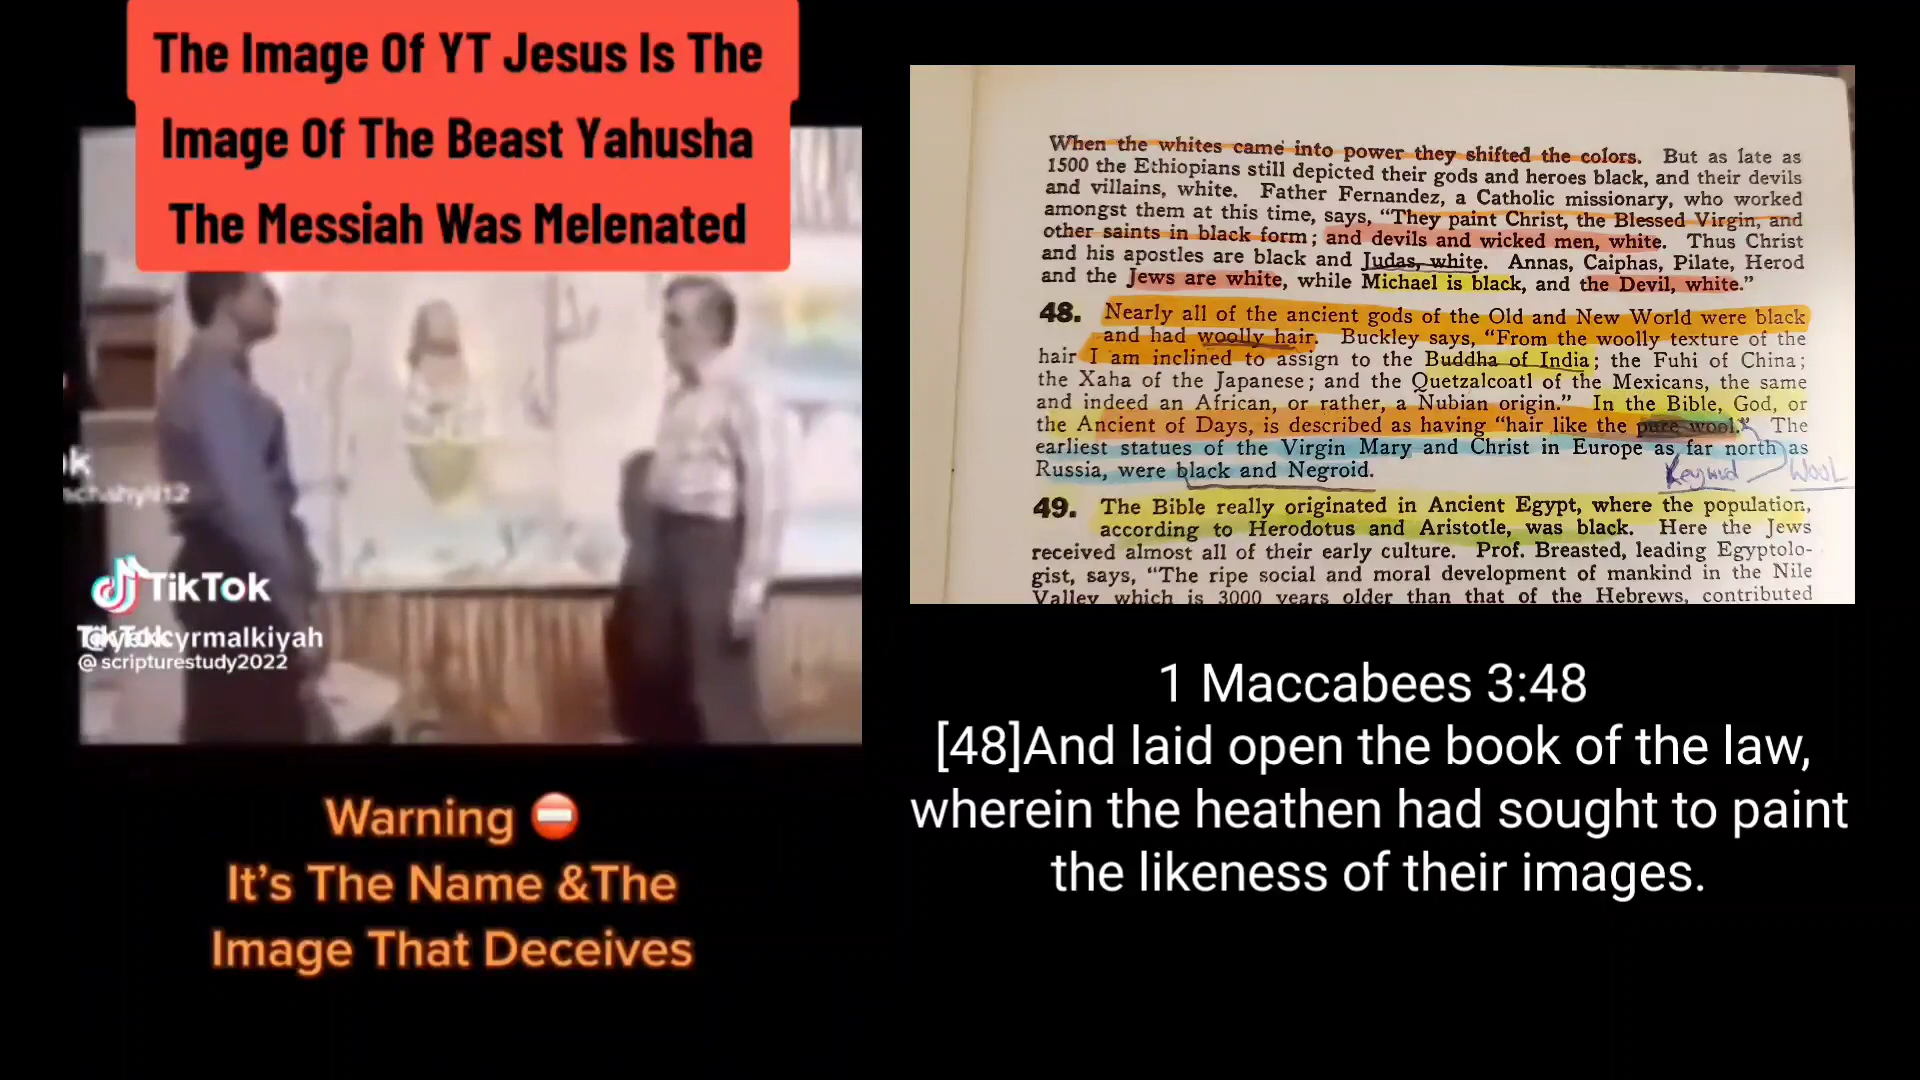 The Image Of YT Jesus Is The
Image Of The Beast Yahusha
The Messiah Was Melenated
TikTok
@scripturestudy2022
Warning ⛔
It's The Name &The
Image That Deceives
When the whites came into power they shifted the colors. But as late as
1500 the Ethiopians still depicted their gods and heroes black, and their devils
and villains, white. Father Fernandez, a Catholic missionary, who worked
amongst them at this time, says, "They paint Christ, the Blessed Virgin, and
other saints in black form; and devils and wicked men, white. Thus Christ
and his apostles are black and Judas, white. Annas, Caiphas, Pilate, Herod
and the Jews are white, while Michael is black, and the Devil, white."
48. Nearly all of the ancient gods of the Old and New World were black
and had woolly hair. Buckley says, "From the woolly texture of the
hair I am inclined to assign to the Buddha of India; the Fuhi of China;
the Xaha of the Japanese; and the Quetzalcoatl of the Mexicans, the same
and indeed an African, or rather, a Nubian origin." In the Bible, God, or
the Ancient of Days, is described as having "hair like the pure wool." The
earliest statues of the Virgin Mary and Christ in Europe as far north as
Russia, were black and Negroid.
Keyword WOOL
49. The Bible really originated in Ancient Egypt, where the population,
according to Herodotus and Aristotle, was black. Here the Jews
received almost all of their early culture. Prof. Breasted, leading Egyptolo-
gist, says, "The ripe social and moral development of mankind in the Nile
Valley which is 3000 years older than that of the Hebrews, contributed
1 Maccabees 3:48
[48]And laid open the book of the law,
wherein the heathen had sought to paint
the likeness of their images.